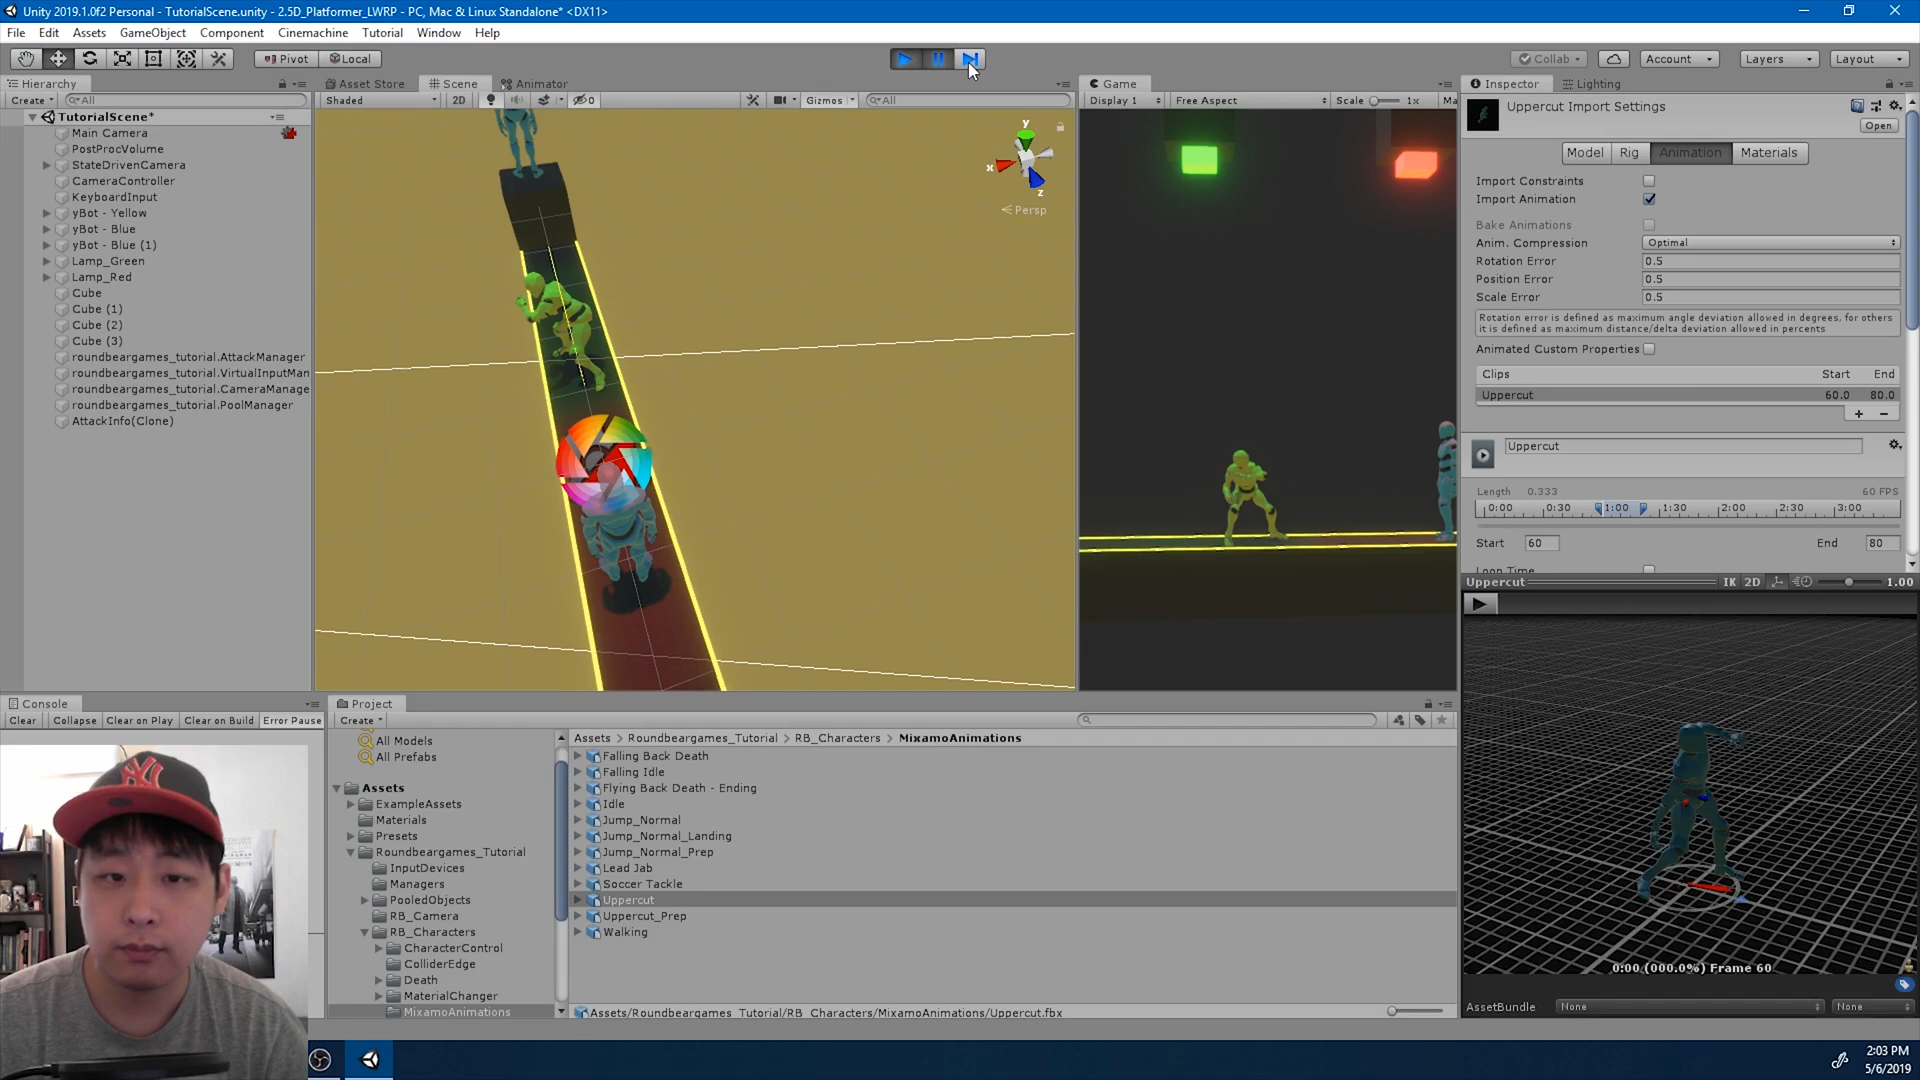 Unity 2019.1.0f2 Personal - TutorialScene.unity - 2.5D_Platformer_LWRP - PC, Mac & Linux Standalone* <DX11>
File Edit Assets GameObject Component Cinemachine Tutorial Window Help
Pivot Local Collab Account Layers Layout
Hierarchy
Create All
TutorialScene*
Main Camera
PostProcVolume
StateDrivenCamera
CameraController
KeyboardInput
yBot - Yellow
yBot - Blue
yBot - Blue (1)
Lamp_Green
Lamp_Red
Cube
Cube (1)
Cube (2)
Cube (3)
roundbeargames_tutorial.AttackManager
roundbeargames_tutorial.VirtualInputMan
roundbeargames_tutorial.CameraManage
roundbeargames_tutorial.PoolManager
AttackInfo(Clone)
Asset Store Scene Animator
Shaded 2D 0 Gizmos All
y
x
z
Persp
Game
Display 1 Free Aspect Scale 1x Ma
Inspector Lighting
Uppercut Import Settings
Open
Model Rig Animation Materials
Import Constraints
Import Animation
Bake Animations
Anim. Compression Optimal
Rotation Error 0.5
Position Error 0.5
Scale Error 0.5
Rotation error is defined as maximum angle deviation allowed in degrees, for others
it is defined as maximum distance/delta deviation allowed in percents
Animated Custom Properties
Clips Start End
Uppercut 60.0 80.0
Uppercut
Length 0.333 60 FPS
0:00 0:30 1:00 1:30 2:00 2:30 3:00
Start 60 End 80
Loop Time
Uppercut IK 2D 1.00
0:00 (000.0%) Frame 60
AssetBundle None None
Console
Clear Collapse Clear on Play Clear on Build Error Pause
Project
Create
All Models
All Prefabs
Assets
ExampleAssets
Materials
Presets
Roundbeargames_Tutorial
InputDevices
Managers
PooledObjects
RB_Camera
RB_Characters
CharacterControl
ColliderEdge
Death
MaterialChanger
MixamoAnimations
Assets > Roundbeargames_Tutorial > RB_Characters > MixamoAnimations
Falling Back Death
Falling Idle
Flying Back Death - Ending
Idle
Jump_Normal
Jump_Normal_Landing
Jump_Normal_Prep
Lead Jab
Soccer Tackle
Uppercut
Uppercut_Prep
Walking
Assets/Roundbeargames_Tutorial/RB_Characters/MixamoAnimations/Uppercut.fbx
2:03 PM
5/6/2019